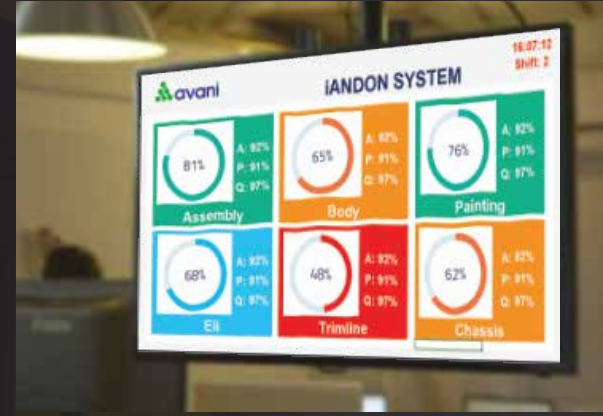 avani
iANDON SYSTEM
16:07:12
Shift: 2
81%
A: 92%
P: 91%
Q: 97%
Assembly
65%
A: 92%
P: 91%
Q: 97%
Body
76%
A: 92%
P: 91%
Q: 97%
Painting
68%
A: 92%
P: 91%
Q: 97%
Eli
48%
A: 92%
P: 91%
Q: 97%
Trimline
62%
A: 92%
P: 91%
Q: 97%
Chassis